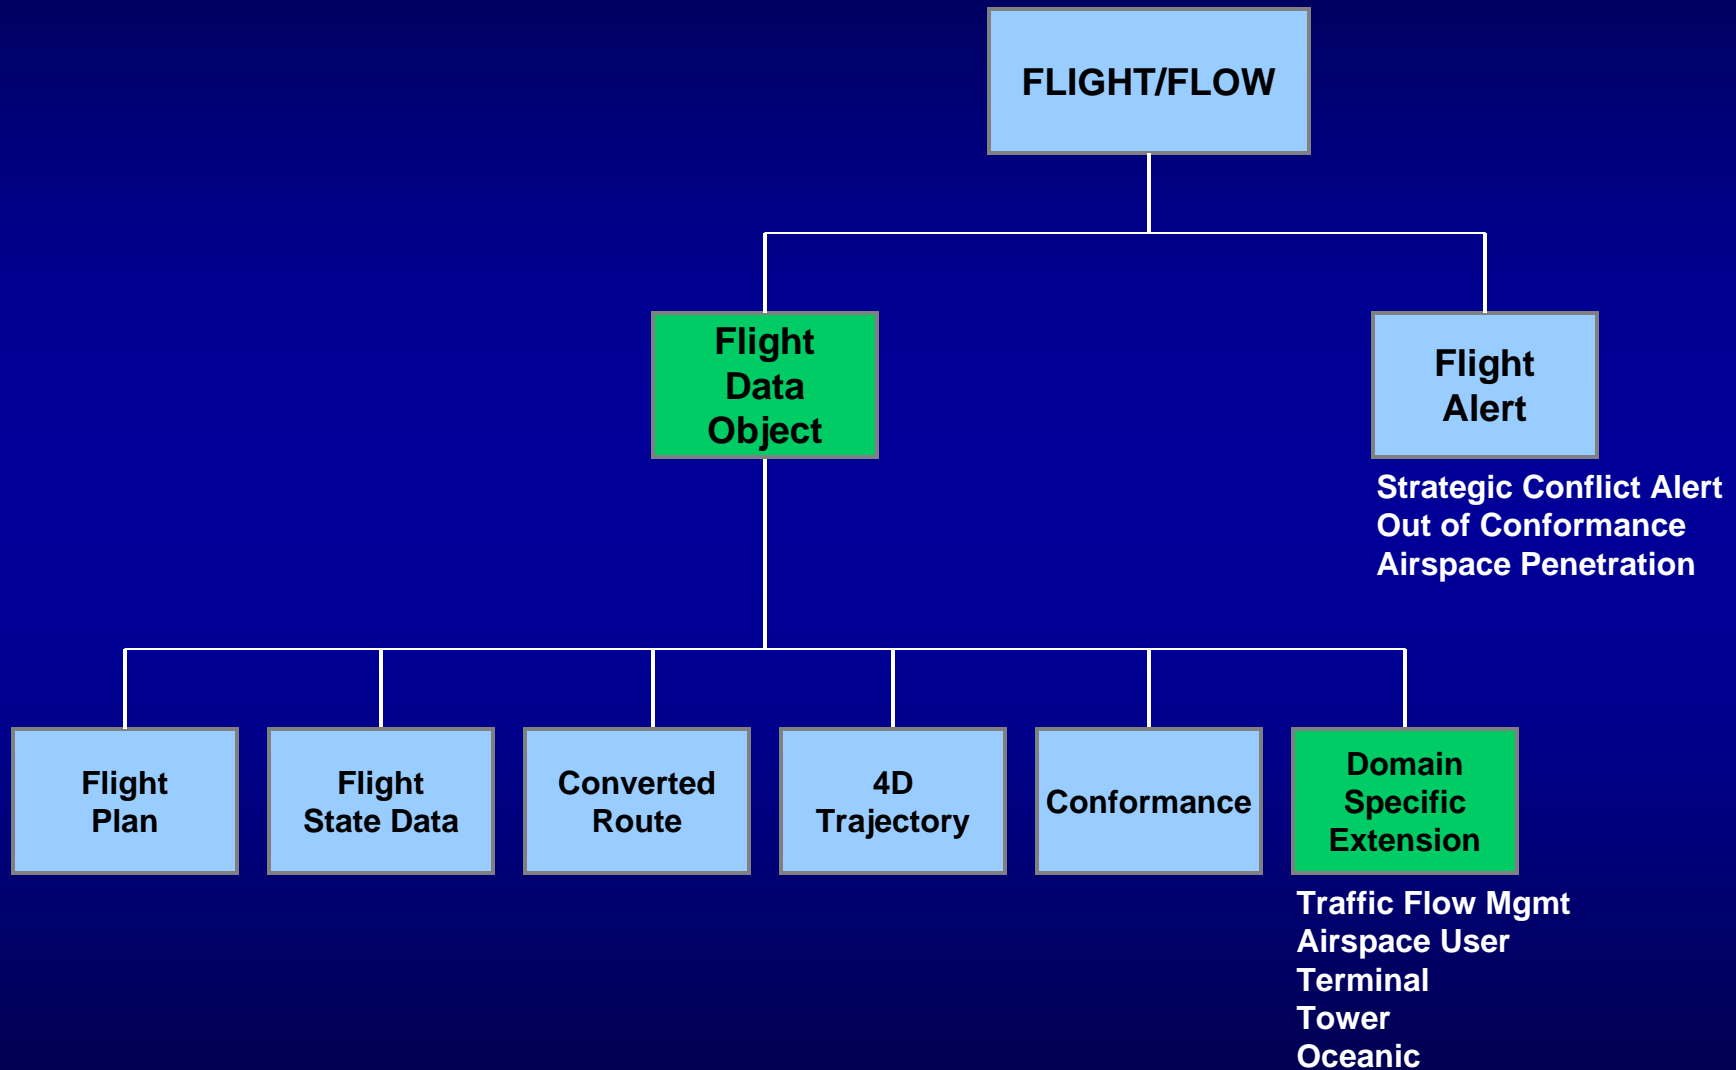 FLIGHT/FLOW
Flight
Data
Object
Flight
Alert
Strategic Conflict Alert
Out of Conformance
Airspace Penetration
Flight
Plan
Flight
State Data
Converted
Route
4D
Trajectory
Conformance
Domain
Specific
Extension
Traffic Flow Mgmt
Airspace User
Terminal
Tower
Oceanic